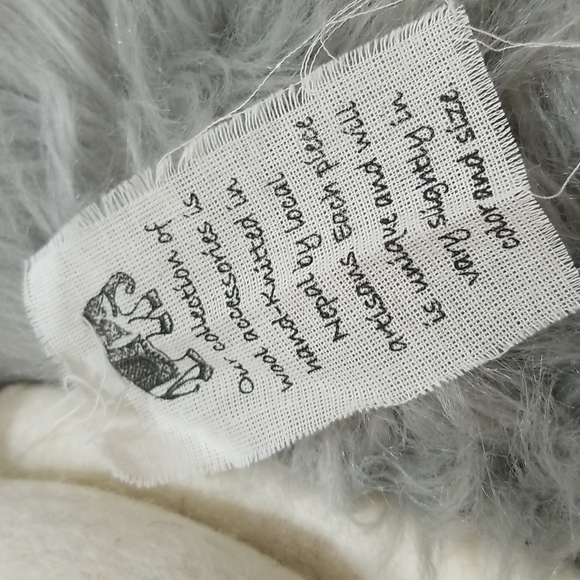 Our collection of
wool accessories is
hand-knitted in
Nepal by local
artisans. Each piece
is unique and will
vary slightly in
color and size